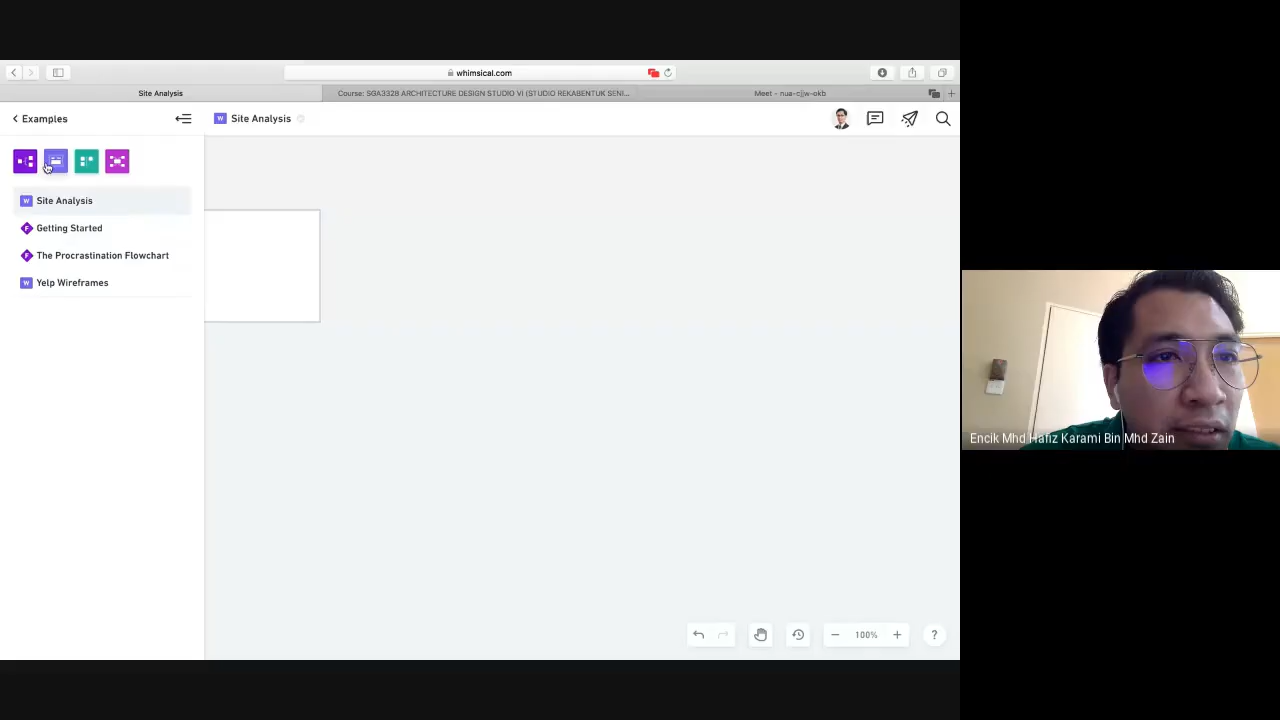 whimsical.com
Site Analysis
Course: SGA3328 ARCHITECTURE DESIGN STUDIO VI (STUDIO REKABENTUK SENI...
Meet - nua-cjjw-okb
Examples
W Site Analysis
W Site Analysis
F Getting Started
F The Procrastination Flowchart
W Yelp Wireframes
Encik Mhd Hafiz Karami Bin Mhd Zain
100%
?